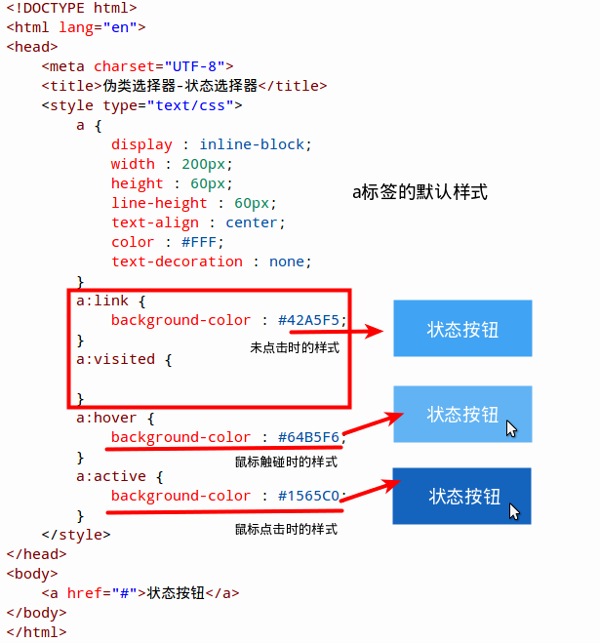 <!DOCTYPE html>
<html lang="en">
<head>
    <meta charset="UTF-8">
    <title>伪类选择器-状态选择器</title>
    <style type="text/css">
        a {
            display : inline-block;
            width : 200px;
            height : 60px;
a标签的默认样式
            line-height : 60px;
            text-align : center;
            color : #FFF;
            text-decoration : none;
        }
        a:link {
            background-color : #42A5F5;
状态按钮
        }
未点击时的样式
        a:visited {

        }
        a:hover {
状态按钮
            background-color : #64B5F6;
        }
鼠标触碰时的样式
        a:active {
            background-color : #1565C0;
状态按钮
        }
鼠标点击时的样式
    </style>
</head>
<body>
    <a href="#">状态按钮</a>
</body>
</html>